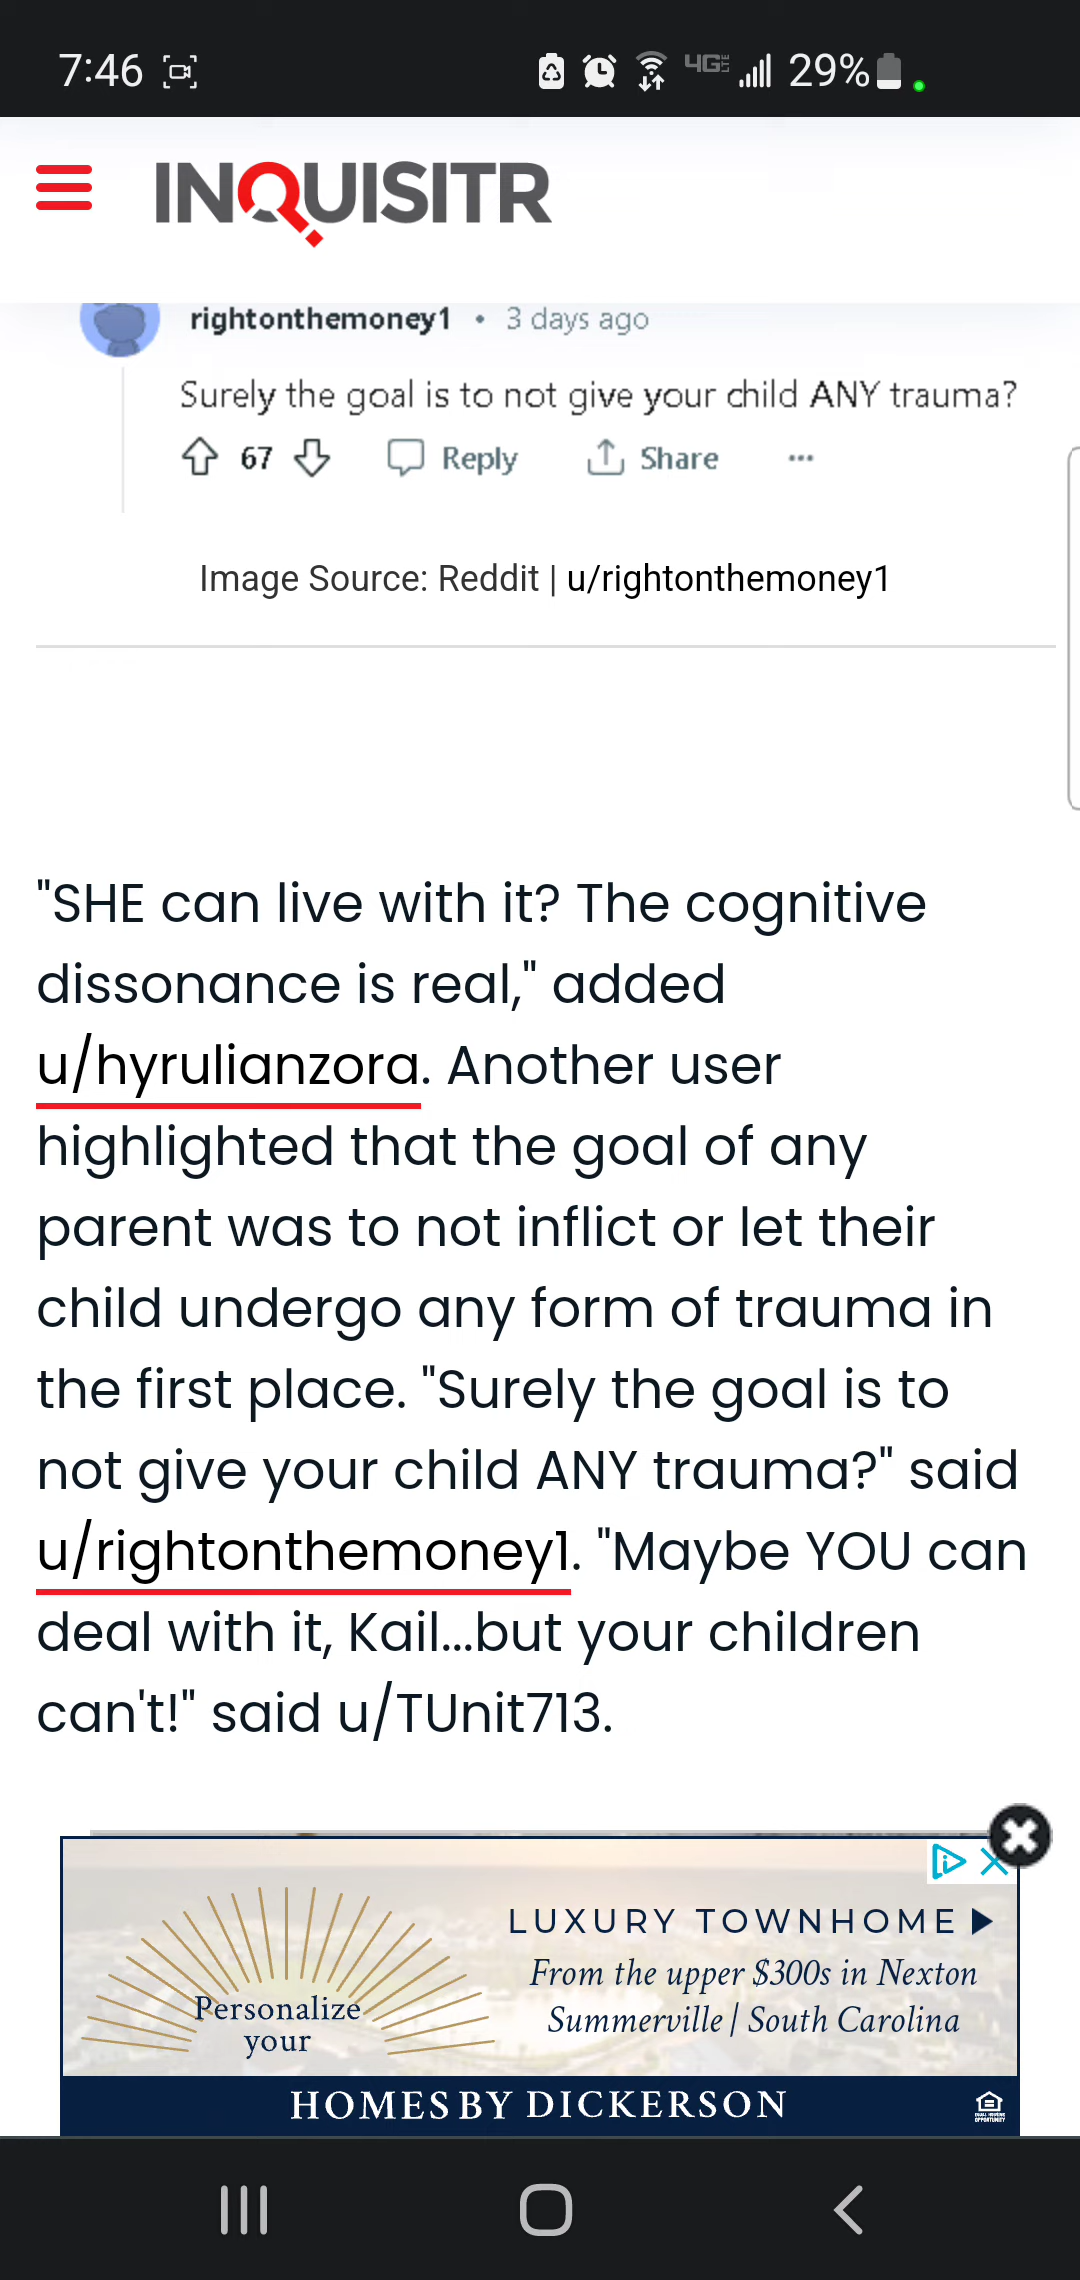 7:46 4G LTE 29%
INQUISITR
rightonthemoney1 • 3 days ago
Surely the goal is to not give your child ANY trauma?
67 Reply Share ...
Image Source: Reddit | u/rightonthemoney1
"SHE can live with it? The cognitive
dissonance is real," added
u/hyrulianzora. Another user
highlighted that the goal of any
parent was to not inflict or let their
child undergo any form of trauma in
the first place. "Surely the goal is to
not give your child ANY trauma?" said
u/rightonthemoney1. "Maybe YOU can
deal with it, Kail...but your children
can't!" said u/TUnit713.
LUXURY TOWNHOME
From the upper $300s in Nexton
Summerville | South Carolina
Personalize
your
HOMES BY DICKERSON
EQUAL HOUSING
OPPORTUNITY